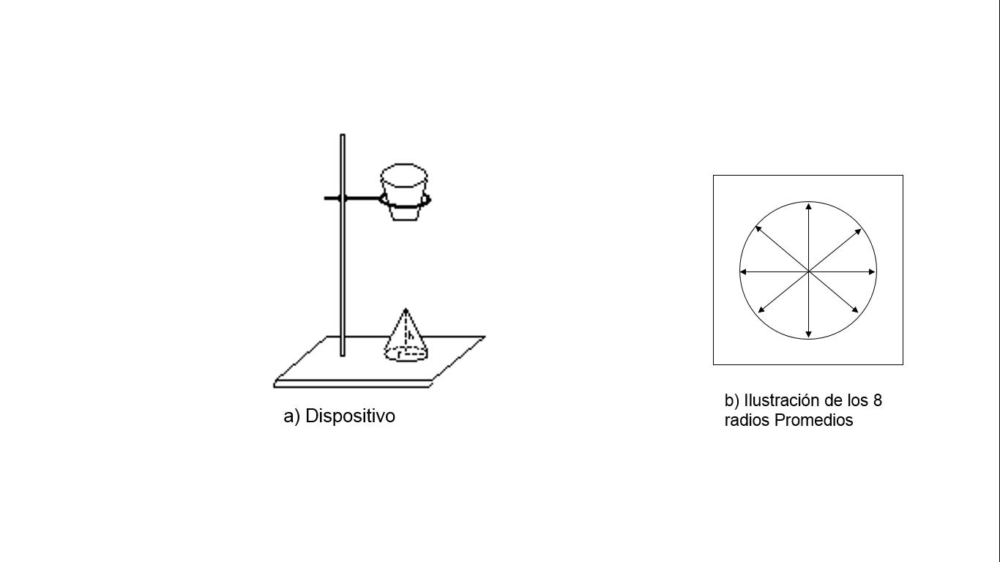 h
r
a) Dispositivo
b) Ilustración de los 8
radios Promedios